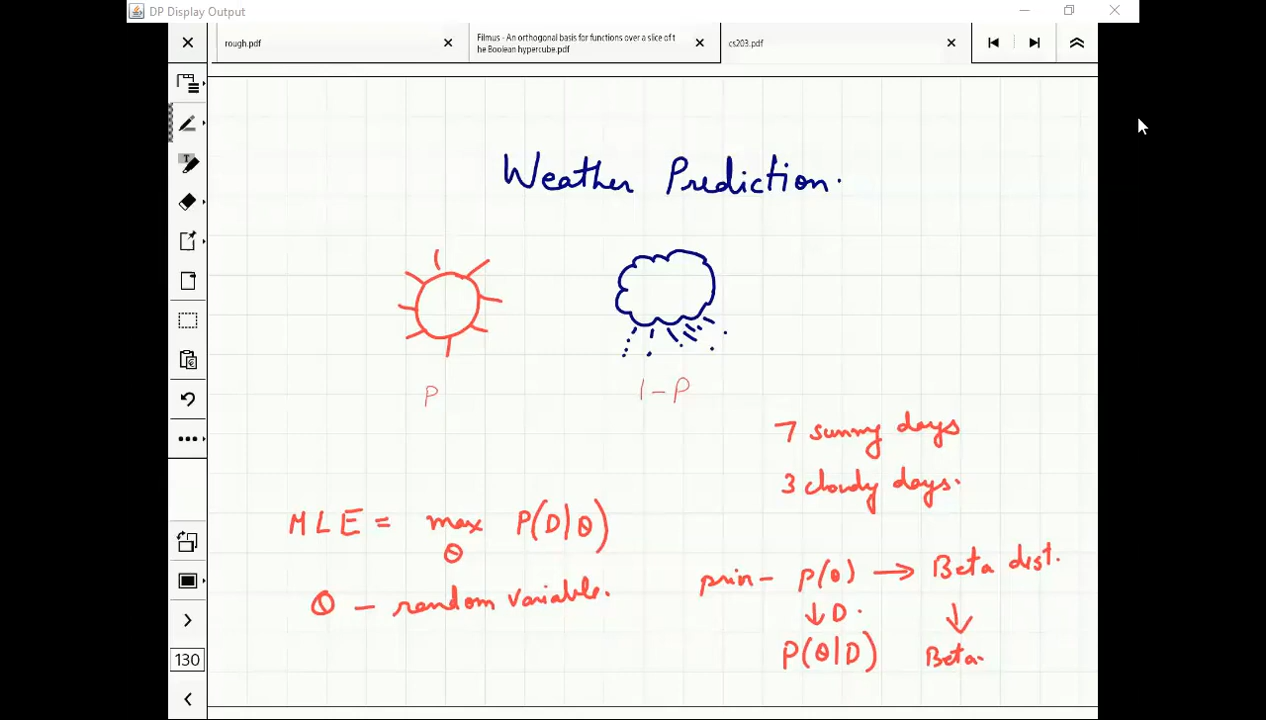 DP Display Output
rough.pdf
Filmus - An orthogonal basis for functions over a slice of t
he Boolean hypercube.pdf
cs203.pdf
Weather Prediction.
P
1-P
7 sunny days
3 cloudy days.
MLE = max P(D|θ)
θ
θ - random variable.
prior - P(θ) → Beta dist.
↓ D. ↓
P(θ|D) Beta.
130